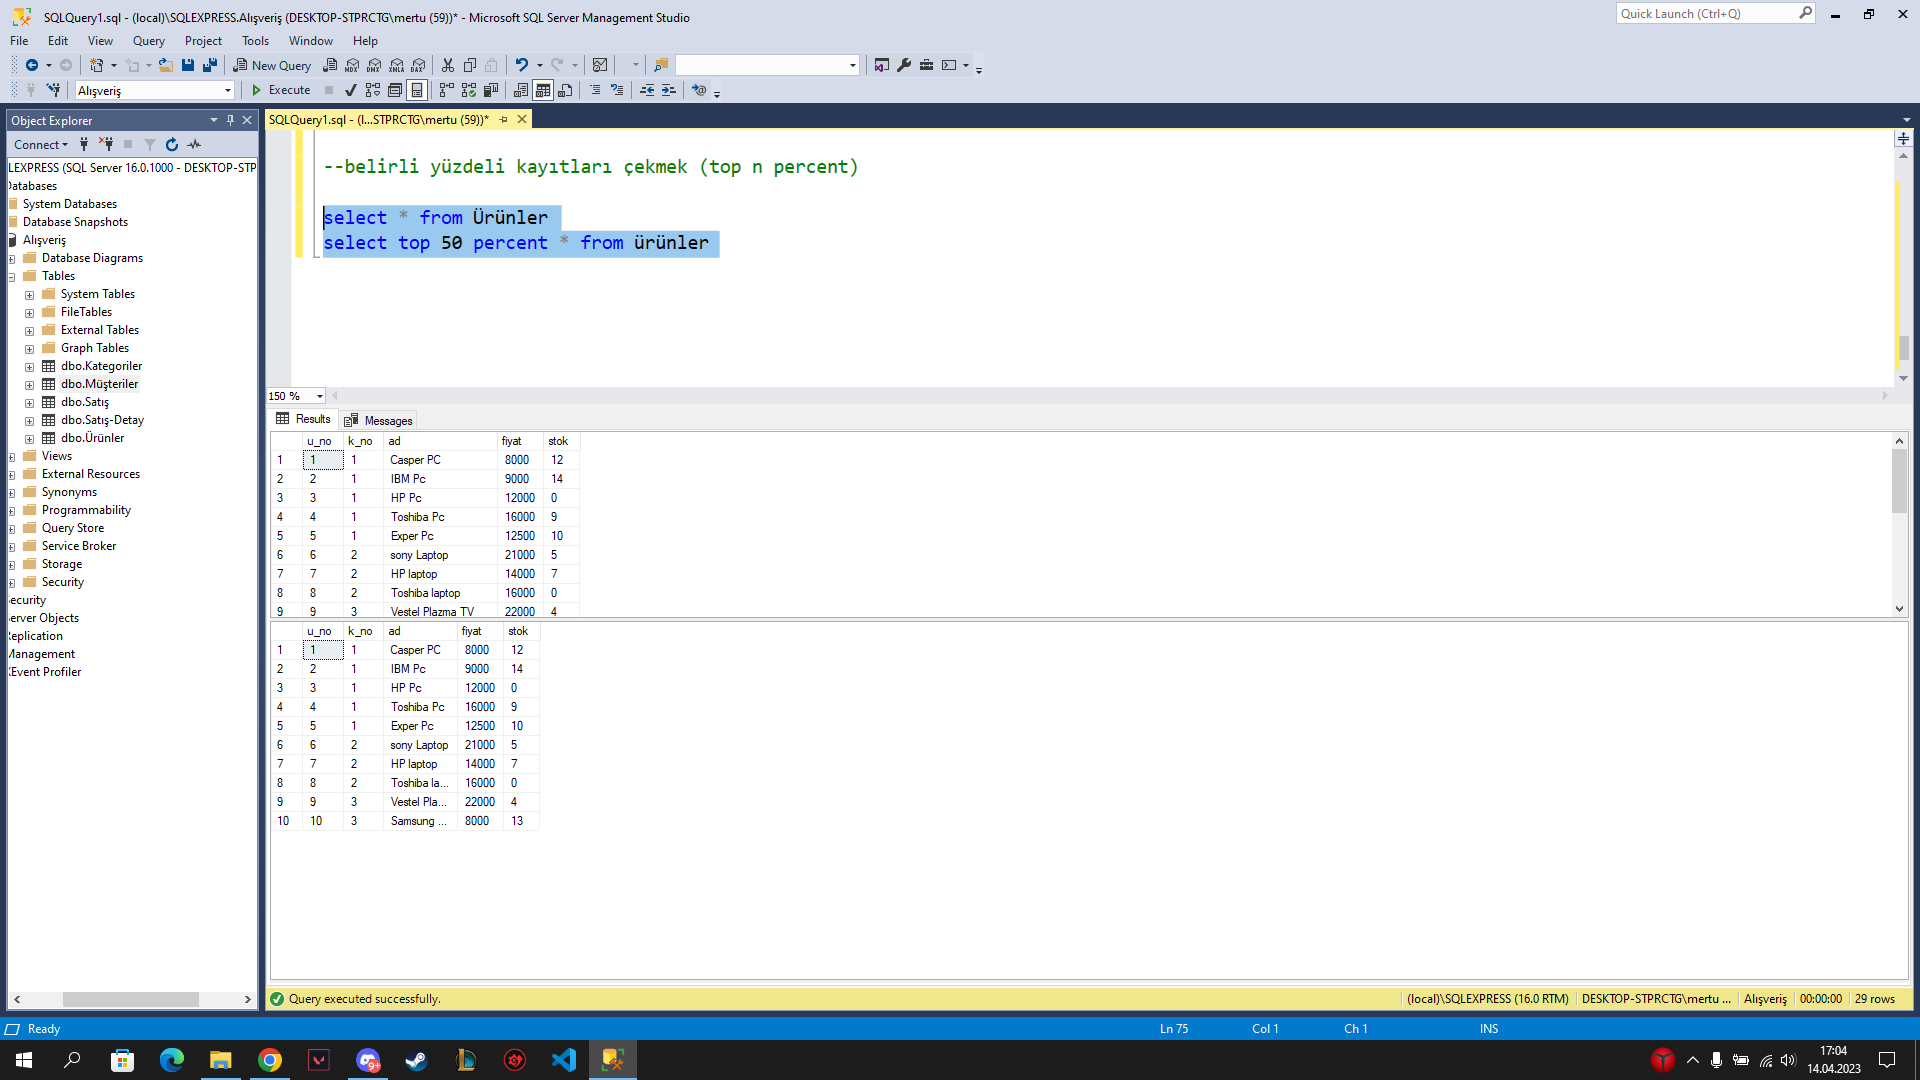 SQLQuery1.sql - (local)\SQLEXPRESS.Alışveriş (DESKTOP-STPRCTG\mertu (59))* - Microsoft SQL Server Management Studio
Quick Launch (Ctrl+Q)
File Edit View Query Project Tools Window Help
New Query
MDX DMX XMLA DAX
Alışveriş
Execute
Object Explorer
SQLQuery1.sql - (l...STPRCTG\mertu (59))*
Connect
LEXPRESS (SQL Server 16.0.1000 - DESKTOP-STP
Databases
System Databases
Database Snapshots
Alışveriş
Database Diagrams
Tables
System Tables
FileTables
External Tables
Graph Tables
dbo.Kategoriler
dbo.Müşteriler
dbo.Satış
dbo.Satış-Detay
dbo.Ürünler
Views
External Resources
Synonyms
Programmability
Query Store
Service Broker
Storage
Security
ecurity
erver Objects
Replication
Management
XEvent Profiler
--belirli yüzdeli kayıtları çekmek (top n percent)
select * from Ürünler
select top 50 percent * from ürünler
150 %
Results Messages
u_no k_no ad fiyat stok
1 1 1 Casper PC 8000 12
2 2 1 IBM Pc 9000 14
3 3 1 HP Pc 12000 0
4 4 1 Toshiba Pc 16000 9
5 5 1 Exper Pc 12500 10
6 6 2 sony Laptop 21000 5
7 7 2 HP laptop 14000 7
8 8 2 Toshiba laptop 16000 0
9 9 3 Vestel Plazma TV 22000 4
u_no k_no ad fiyat stok
1 1 1 Casper PC 8000 12
2 2 1 IBM Pc 9000 14
3 3 1 HP Pc 12000 0
4 4 1 Toshiba Pc 16000 9
5 5 1 Exper Pc 12500 10
6 6 2 sony Laptop 21000 5
7 7 2 HP laptop 14000 7
8 8 2 Toshiba la... 16000 0
9 9 3 Vestel Pla... 22000 4
10 10 3 Samsung ... 8000 13
Query executed successfully.
(local)\SQLEXPRESS (16.0 RTM) DESKTOP-STPRCTG\mertu ... Alışveriş 00:00:00 29 rows
Ready
Ln 75 Col 1 Ch 1 INS
9+
17:04
14.04.2023